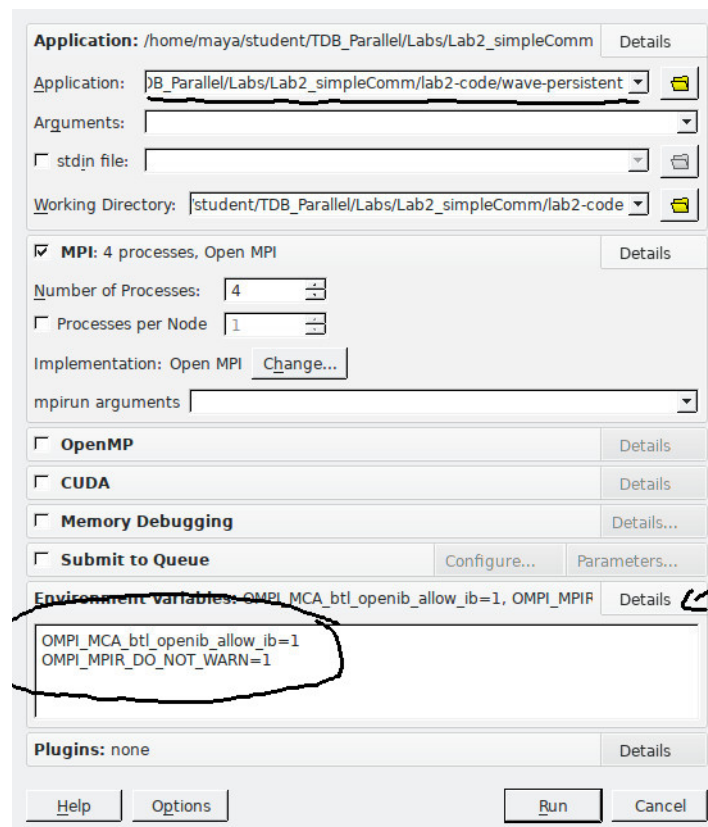 Application: /home/maya/student/TDB_Parallel/Labs/Lab2_simpleComm Details
Application: DB_Parallel/Labs/Lab2_simpleComm/lab2-code/wave-persistent
Arguments:
stdin file:
Working Directory: 'student/TDB_Parallel/Labs/Lab2_simpleComm/lab2-code
MPI: 4 processes, Open MPI Details
Number of Processes: 4
Processes per Node 1
Implementation: Open MPI Change...
mpirun arguments
OpenMP Details
CUDA Details
Memory Debugging Details...
Submit to Queue Configure... Parameters...
Environment Variables: OMPI_MCA_btl_openib_allow_ib=1, OMPI_MPIR Details
OMPI_MCA_btl_openib_allow_ib=1
OMPI_MPIR_DO_NOT_WARN=1
Plugins: none Details
Help Options Run Cancel